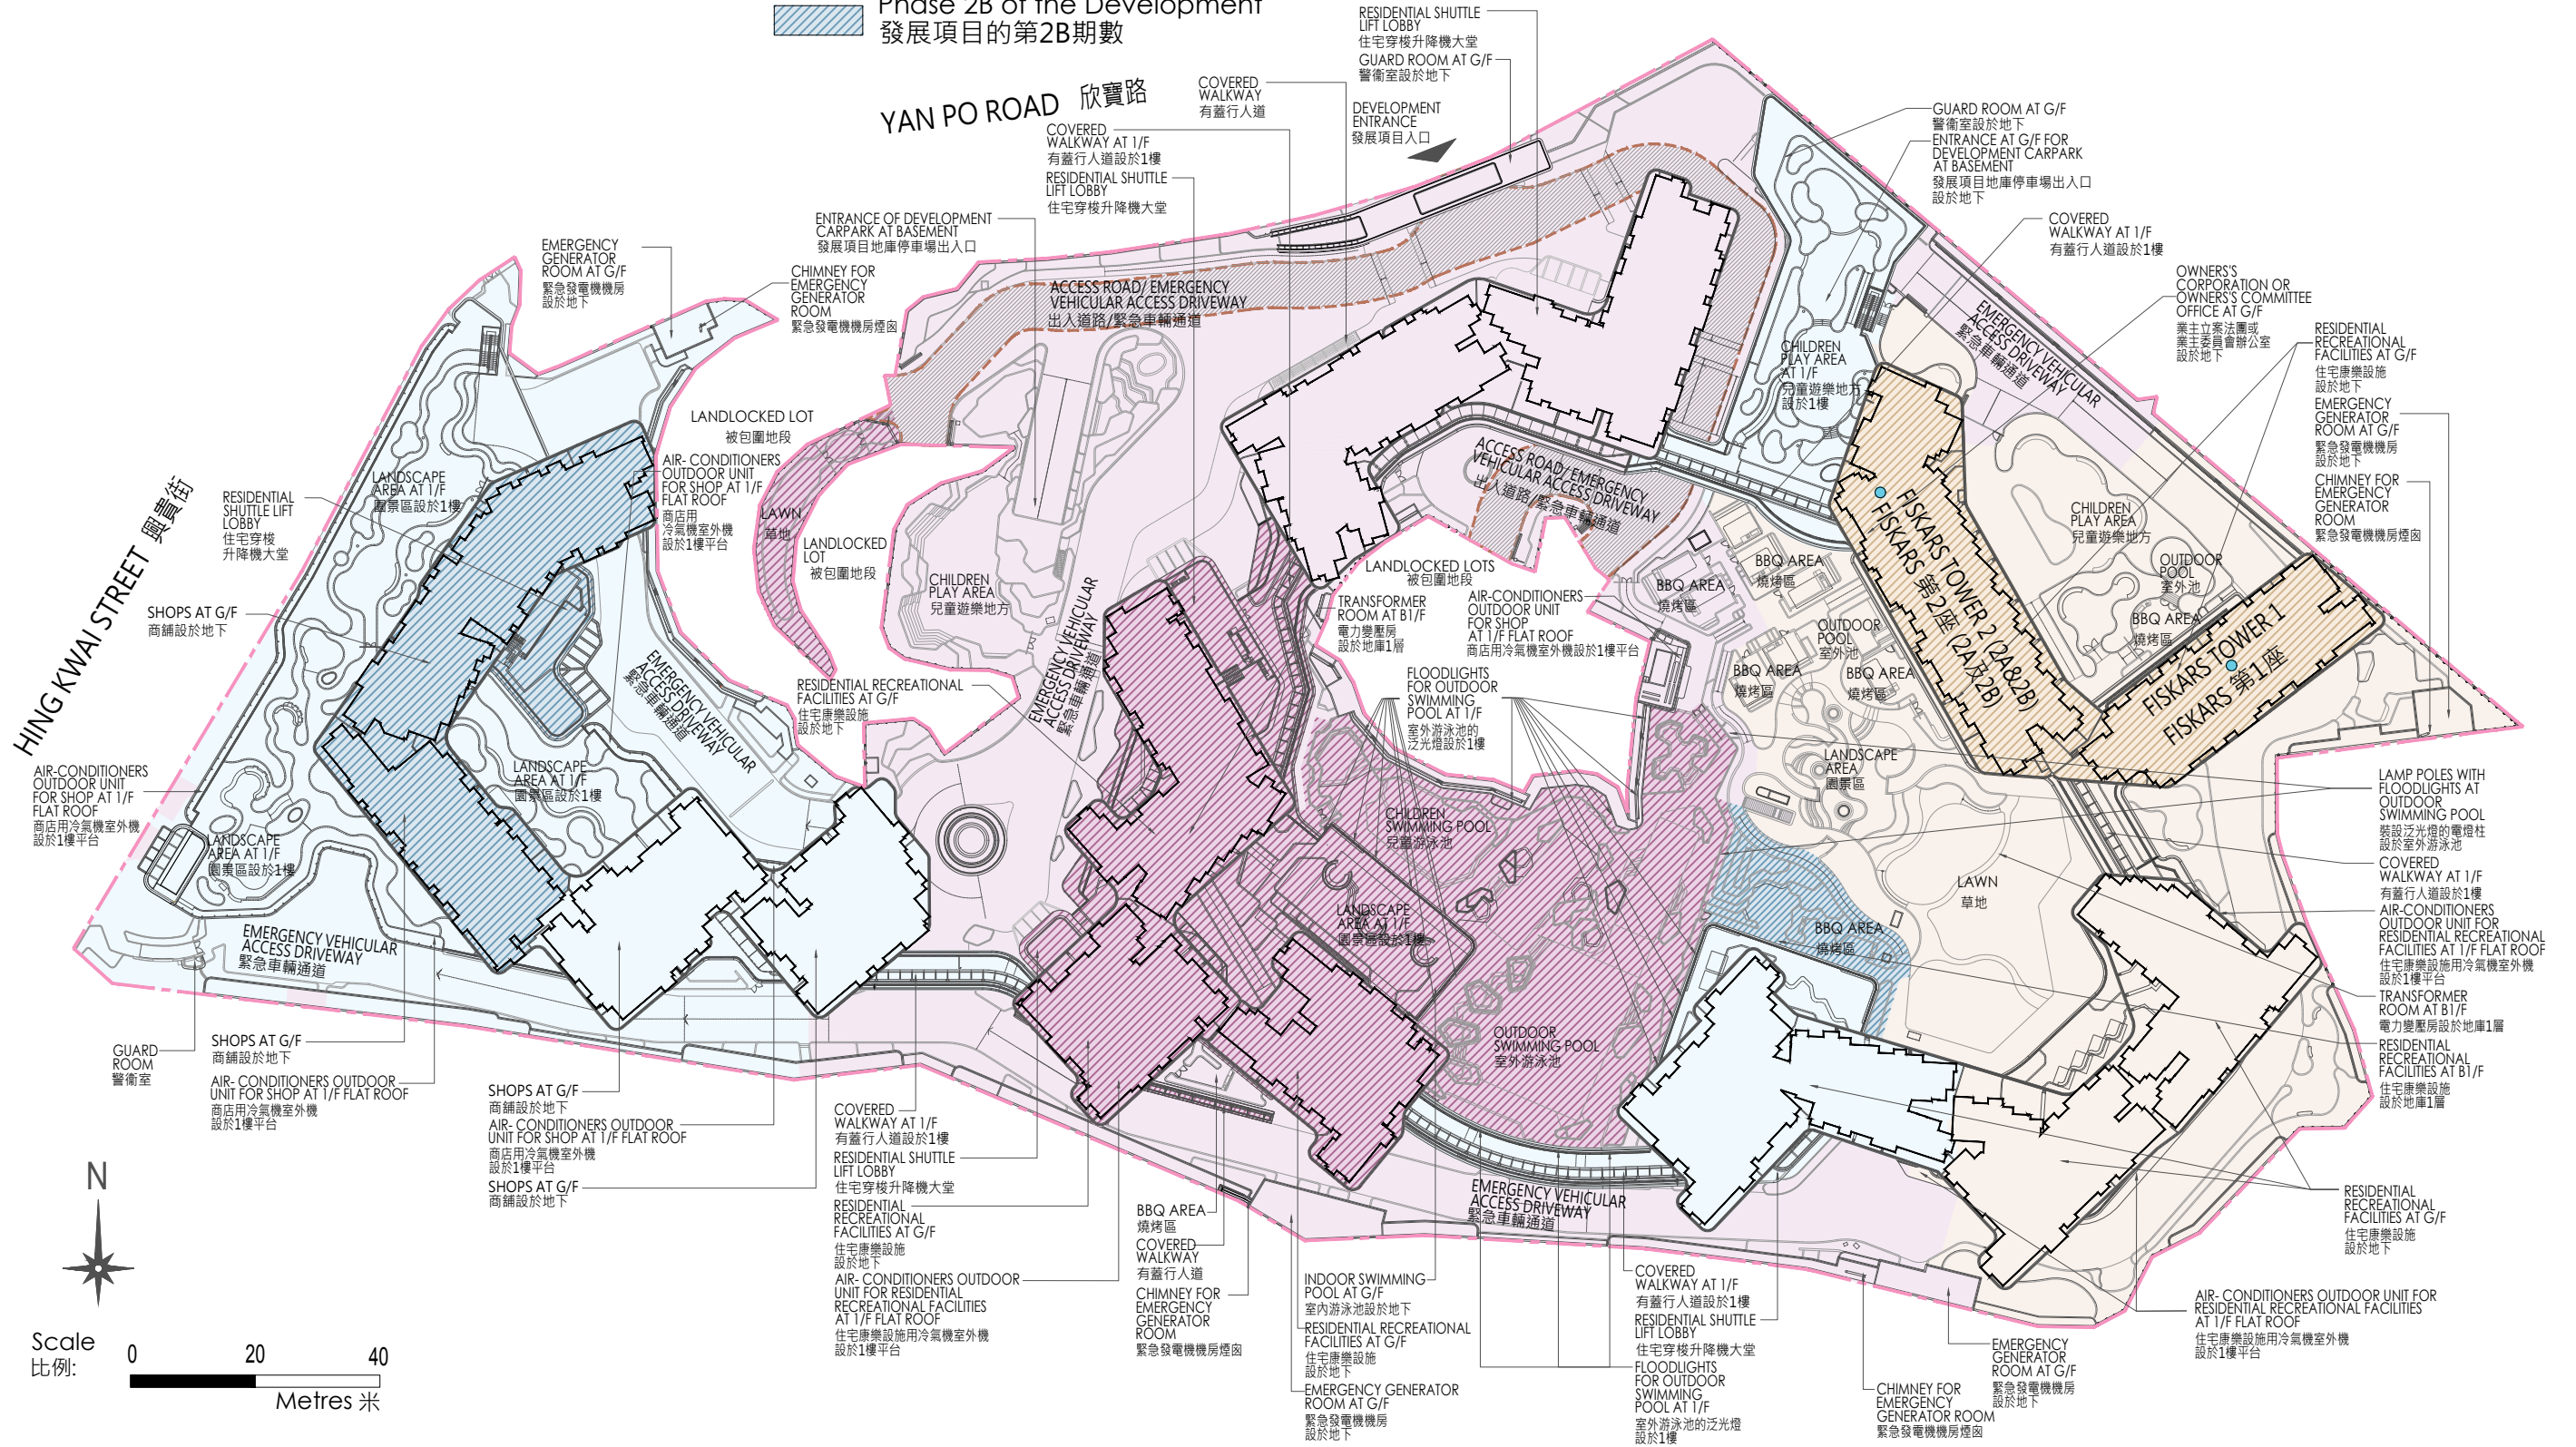 Phase 2B of the Development
發展項目的第2B期數
YAN PO ROAD 欣寶路
HING KWAI STREET 興貴街
RESIDENTIAL SHUTTLE
LIFT LOBBY
住宅穿梭升降機大堂
GUARD ROOM AT G/F
警衞室設於地下
COVERED
WALKWAY
有蓋行人道
DEVELOPMENT
ENTRANCE
發展項目入口
COVERED
WALKWAY AT 1/F
有蓋行人道設於1樓
RESIDENTIAL SHUTTLE
LIFT LOBBY
住宅穿梭升降機大堂
GUARD ROOM AT G/F
警衞室設於地下
ENTRANCE AT G/F FOR
DEVELOPMENT CARPARK
AT BASEMENT
發展項目地庫停車場出入口
設於地下
COVERED
WALKWAY AT 1/F
有蓋行人道設於1樓
ENTRANCE OF DEVELOPMENT
CARPARK AT BASEMENT
發展項目地庫停車場出入口
EMERGENCY
GENERATOR
ROOM AT G/F
緊急發電機機房
設於地下
CHIMNEY FOR
EMERGENCY
GENERATOR
ROOM
緊急發電機機房煙囪
ACCESS ROAD/ EMERGENCY
VEHICULAR ACCESS DRIVEWAY
出入道路/緊急車輛通道
OWNERS'S
CORPORATION OR
OWNERS'S COMMITTEE
OFFICE AT G/F
業主立案法團或
業主委員會辦公室
設於地下
EMERGENCY VEHICULAR
ACCESS DRIVEWAY
緊急車輛通道
RESIDENTIAL
RECREATIONAL
FACILITIES AT G/F
住宅康樂設施
設於地下
EMERGENCY
GENERATOR
ROOM AT G/F
緊急發電機機房
設於地下
CHIMNEY FOR
EMERGENCY
GENERATOR
ROOM
緊急發電機機房煙囪
CHILDREN
PLAY AREA
AT 1/F
兒童遊樂地方
設於1樓
LANDLOCKED LOT
被包圍地段
AIR- CONDITIONERS
OUTDOOR UNIT
FOR SHOP AT 1/F
FLAT ROOF
商店用
冷氣機室外機
設於1樓平台
LANDSCAPE
AREA AT 1/F
園景區設於1樓
RESIDENTIAL
SHUTTLE LIFT
LOBBY
住宅穿梭
升降機大堂
LAWN
草地
LANDLOCKED
LOT
被包圍地段
ACCESS ROAD/ EMERGENCY
VEHICULAR ACCESS DRIVEWAY
出入道路/緊急車輛通道
FISKARS TOWER 2 (2A&2B)
FISKARS 第2座 (2A及2B)
CHILDREN
PLAY AREA
兒童遊樂地方
OUTDOOR
POOL
室外池
BBQ AREA
燒烤區
FISKARS TOWER 1
FISKARS 第1座
BBQ AREA
燒烤區
BBQ AREA
燒烤區
OUTDOOR
POOL
室外池
BBQ AREA
燒烤區
BBQ AREA
燒烤區
CHILDREN
PLAY AREA
兒童遊樂地方
EMERGENCY VEHICULAR
ACCESS DRIVEWAY
緊急車輛通道
LANDLOCKED LOTS
被包圍地段
TRANSFORMER
ROOM AT B1/F
電力變壓房
設於地庫1層
AIR-CONDITIONERS
OUTDOOR UNIT
FOR SHOP
AT 1/F FLAT ROOF
商店用冷氣機室外機設於1樓平台
FLOODLIGHTS
FOR OUTDOOR
SWIMMING
POOL AT 1/F
室外游泳池的
泛光燈設於1樓
SHOPS AT G/F
商舖設於地下
EMERGENCY VEHICULAR
ACCESS DRIVEWAY
緊急車輛通道
RESIDENTIAL RECREATIONAL
FACILITIES AT G/F
住宅康樂設施
設於地下
AIR-CONDITIONERS
OUTDOOR UNIT
FOR SHOP AT 1/F
FLAT ROOF
商店用冷氣機室外機
設於1樓平台
LANDSCAPE
AREA AT 1/F
園景區設於1樓
LANDSCAPE
AREA AT 1/F
園景區設於1樓
CHILDREN
SWIMMING POOL
兒童游泳池
LANDSCAPE
AREA
園景區
LAMP POLES WITH
FLOODLIGHTS AT
OUTDOOR
SWIMMING POOL
裝設泛光燈的電燈柱
設於室外游泳池
COVERED
WALKWAY AT 1/F
有蓋行人道設於1樓
AIR-CONDITIONERS
OUTDOOR UNIT FOR
RESIDENTIAL RECREATIONAL
FACILITIES AT 1/F FLAT ROOF
住宅康樂設施用冷氣機室外機
設於1樓平台
TRANSFORMER
ROOM AT B1/F
電力變壓房設於地庫1層
RESIDENTIAL
RECREATIONAL
FACILITIES AT B1/F
住宅康樂設施
設於地庫1層
LAWN
草地
BBQ AREA
燒烤區
LANDSCAPE
AREA AT 1/F
園景區設於1樓
OUTDOOR
SWIMMING POOL
室外游泳池
EMERGENCY VEHICULAR
ACCESS DRIVEWAY
緊急車輛通道
GUARD
ROOM
警衞室
SHOPS AT G/F
商舖設於地下
AIR- CONDITIONERS OUTDOOR
UNIT FOR SHOP AT 1/F FLAT ROOF
商店用冷氣機室外機
設於1樓平台
SHOPS AT G/F
商舖設於地下
AIR- CONDITIONERS OUTDOOR
UNIT FOR SHOP AT 1/F FLAT ROOF
商店用冷氣機室外機
設於1樓平台
SHOPS AT G/F
商舖設於地下
COVERED
WALKWAY AT 1/F
有蓋行人道設於1樓
RESIDENTIAL SHUTTLE
LIFT LOBBY
住宅穿梭升降機大堂
RESIDENTIAL
RECREATIONAL
FACILITIES AT G/F
住宅康樂設施
設於地下
AIR- CONDITIONERS OUTDOOR
UNIT FOR RESIDENTIAL
RECREATIONAL FACILITIES
AT 1/F FLAT ROOF
住宅康樂設施用冷氣機室外機
設於1樓平台
BBQ AREA
燒烤區
COVERED
WALKWAY
有蓋行人道
CHIMNEY FOR
EMERGENCY
GENERATOR
ROOM
緊急發電機機房煙囪
EMERGENCY VEHICULAR
ACCESS DRIVEWAY
緊急車輛通道
INDOOR SWIMMING
POOL AT G/F
室內游泳池設於地下
RESIDENTIAL RECREATIONAL
FACILITIES AT G/F
住宅康樂設施
設於地下
EMERGENCY GENERATOR
ROOM AT G/F
緊急發電機機房
設於地下
COVERED
WALKWAY AT 1/F
有蓋行人道設於1樓
RESIDENTIAL SHUTTLE
LIFT LOBBY
住宅穿梭升降機大堂
FLOODLIGHTS
FOR OUTDOOR
SWIMMING
POOL AT 1/F
室外游泳池的泛光燈
設於1樓
RESIDENTIAL
RECREATIONAL
FACILITIES AT G/F
住宅康樂設施
設於地下
AIR- CONDITIONERS OUTDOOR UNIT FOR
RESIDENTIAL RECREATIONAL FACILITIES
AT 1/F FLAT ROOF
住宅康樂設施用冷氣機室外機
設於1樓平台
EMERGENCY
GENERATOR
ROOM AT G/F
緊急發電機機房
設於地下
CHIMNEY FOR
EMERGENCY
GENERATOR ROOM
緊急發電機機房煙囪
N
Scale
比例:
0 20 40
Metres 米